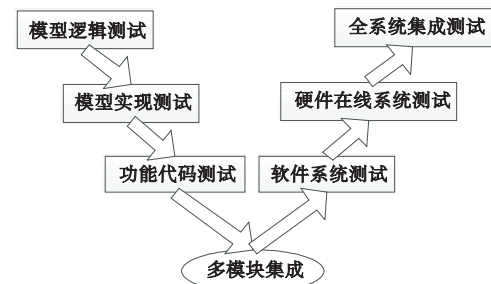 模型逻辑测试
全系统集成测试
模型实现测试
硬件在线系统测试
功能代码测试
软件系统测试
多模块集成